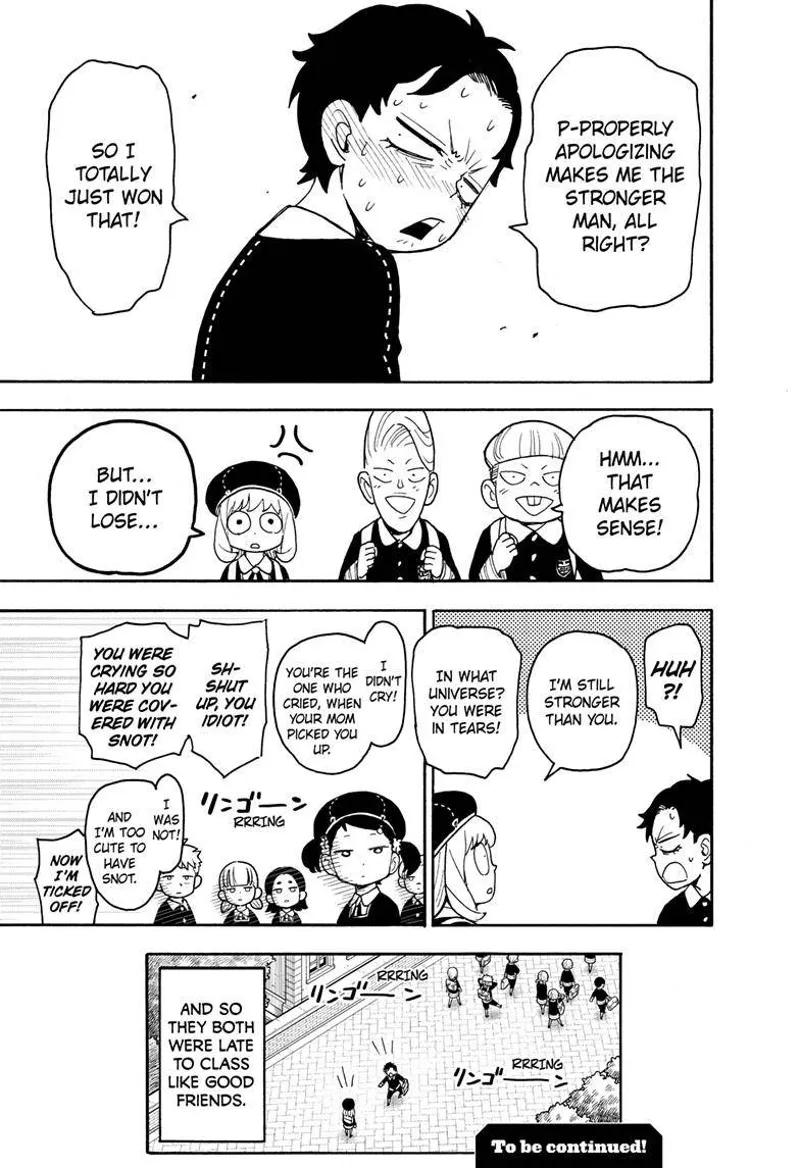 P-PROPERLY
APOLOGIZING
MAKES ME THE
STRONGER
MAN, ALL
RIGHT?
SO I
TOTALLY
JUST WON
THAT!
HMM...
THAT
MAKES
SENSE!
BUT...
I DIDN'T
LOSE...
HUH
?!
I'M STILL
STRONGER
THAN YOU.
IN WHAT
UNIVERSE?
YOU WERE
IN TEARS!
I
DIDN'T
CRY!
YOU'RE THE
ONE WHO
CRIED, WHEN
YOUR MOM
PICKED YOU
UP.
SH-
SHUT
UP, YOU
IDIOT!
YOU WERE
CRYING SO
HARD YOU
WERE COV-
ERED WITH
SNOT!
リンゴーン
RRRING
I
WAS
NOT!
AND
I'M TOO
CUTE TO
HAVE
SNOT.
NOW
I'M
TICKED
OFF!
RRRING
リンゴーン
AND SO
THEY BOTH
WERE LATE
TO CLASS
LIKE GOOD
FRIENDS.
RRRING
リンゴーン
To be continued!